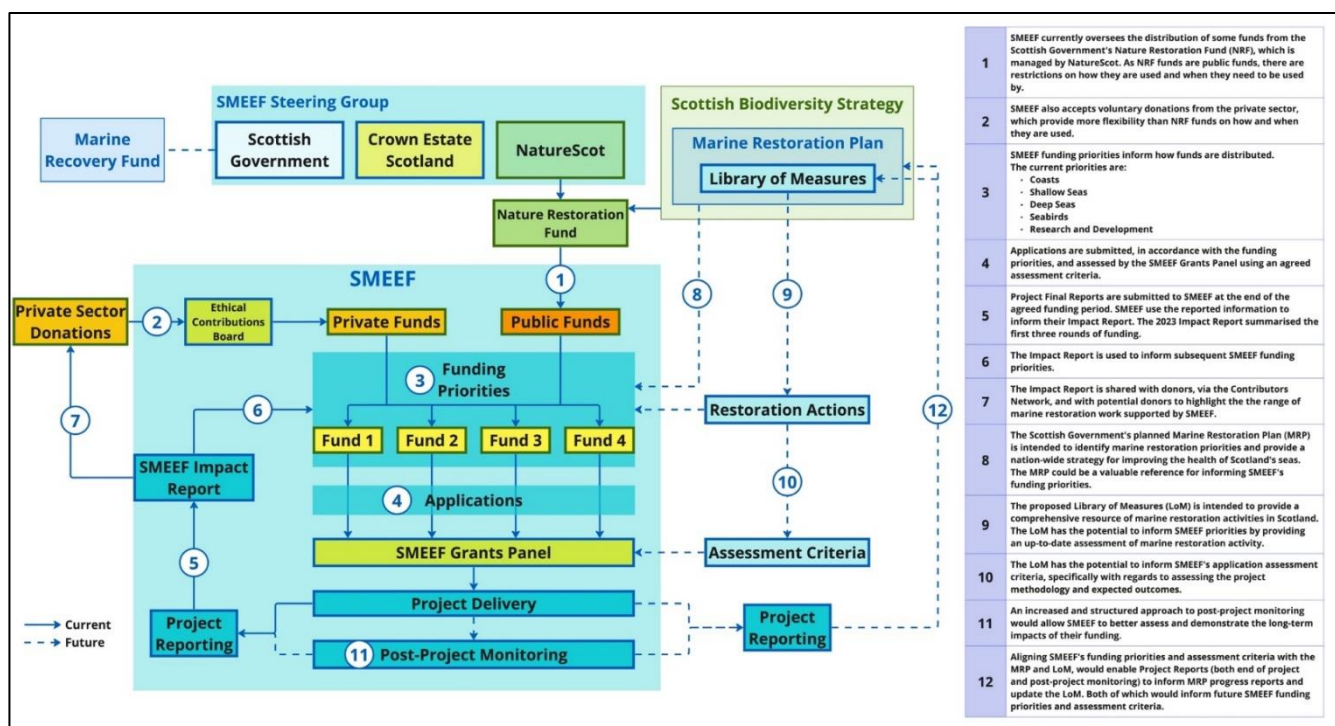 SMEEF Steering Group
Scottish
Government
Crown Estate
Scotland
NatureScot
Marine
Recovery Fund
Scottish Biodiversity Strategy
Marine Restoration Plan
Library of Measures
Nature Restoration
Fund
SMEEF
1
8
9
Private Sector
Donations
2
Ethical
Contributions
Board
Private Funds
Public Funds
3
Funding
Priorities
12
7
6
Restoration Actions
Fund 1
Fund 2
Fund 3
Fund 4
SMEEF Impact
Report
4
Applications
10
SMEEF Grants Panel
Assessment Criteria
5
Project Delivery
Project
Reporting
Project
Reporting
11
Post-Project Monitoring
Current
Future
1
SMEEF currently oversees the distribution of some funds from the
Scottish Government's Nature Restoration Fund (NRF), which is
managed by NatureScot. As NRF funds are public funds, there are
restrictions on how they are used and when they need to be used
by.
2
SMEEF also accepts voluntary donations from the private sector,
which provide more flexibility than NRF funds on how and when
they are used.
3
SMEEF funding priorities inform how funds are distributed.
The current priorities are:
- Coasts
- Shallow Seas
- Deep Seas
- Seabirds
- Research and Development
4
Applications are submitted, in accordance with the funding
priorities, and assessed by the SMEEF Grants Panel using an agreed
assessment criteria.
5
Project Final Reports are submitted to SMEEF at the end of the
agreed funding period. SMEEF use the reported information to
inform their Impact Report. The 2023 Impact Report summarised the
first three rounds of funding.
6
The Impact Report is used to inform subsequent SMEEF funding
priorities.
7
The Impact Report is shared with donors, via the Contributors
Network, and with potential donors to highlight the the range of
marine restoration work supported by SMEEF.
8
The Scottish Government's planned Marine Restoration Plan (MRP)
is intended to identify marine restoration priorities and provide a
nation-wide strategy for improving the health of Scotland's seas.
The MRP could be a valuable reference for informing SMEEF's
funding priorities.
9
The proposed Library of Measures (LoM) is intended to provide a
comprehensive resource of marine restoration activities in Scotland.
The LoM has the potential to inform SMEEF priorities by providing
an up-to-date assessment of marine restoration activity.
10
The LoM has the potential to inform SMEEF's application assessment
criteria, specifically with regards to assessing the project
methodology and expected outcomes.
11
An increased and structured approach to post-project monitoring
would allow SMEEF to better assess and demonstrate the long-term
impacts of their funding.
12
Aligning SMEEF's funding priorities and assessment criteria with the
MRP and LoM, would enable Project Reports (both end of project
and post-project monitoring) to inform MRP progress reports and
update the LoM. Both of which would inform future SMEEF funding
priorities and assessment criteria.